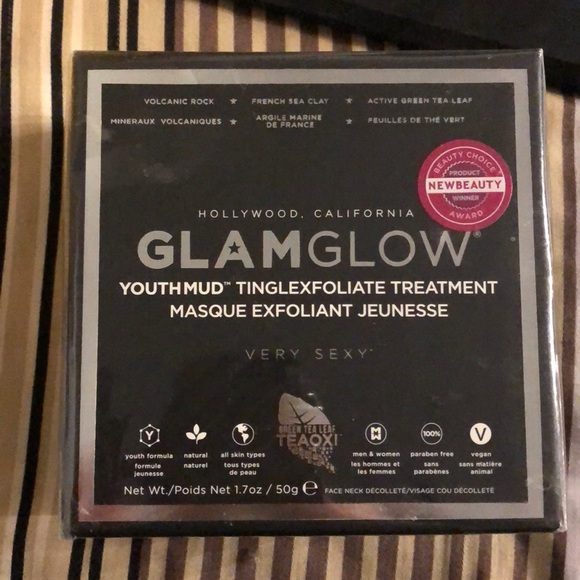 VOLCANIC ROCK ★ FRENCH SEA CLAY ★ ACTIVE GREEN TEA LEAF
MINERAUX VOLCANIQUES ★ ARGILE MARINE DE FRANCE ★ FEUILLES DE THE VERT
BEAUTY CHOICE
PRODUCT
NEWBEAUTY
WINNER
AWARD
HOLLYWOOD, CALIFORNIA
GLAMGLOW®
YOUTHMUD™ TINGLEXFOLIATE TREATMENT
MASQUE EXFOLIANT JEUNESSE
VERY SEXY™
GREEN TEA LEAF
TEAOXI
Y
youth formula
formule
jeunesse
natural
naturel
all skin types
tous types
de peau
men & women
les hommes et
les femmes
100%
paraben free
sans
parabènes
V
vegan
sans matière
animal
Net Wt./Poids Net 1.7oz / 50g ℮ FACE NECK DÉCOLLETÉ/VISAGE COU DÉCOLLETÉ